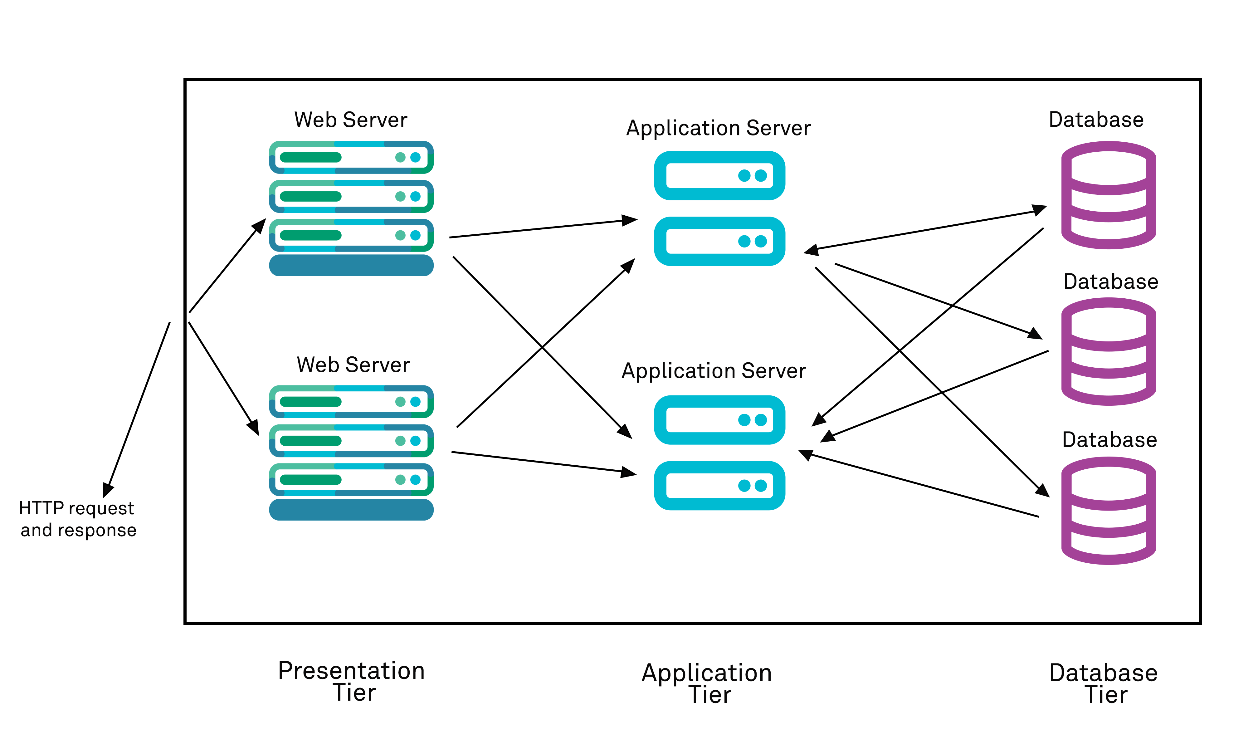 Web Server
Application Server
Database
Database
Web Server
Application Server
Database
HTTP request
and response
Presentation
Tier
Application
Tier
Database
Tier